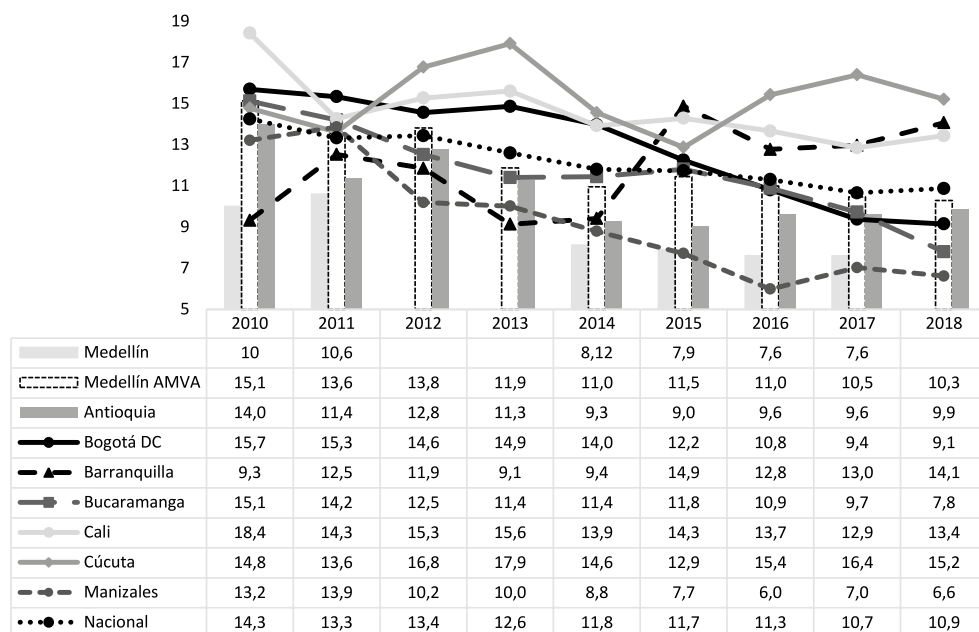 19
17
15
13
11
9
7
5
2010 2011 2012 2013 2014 2015 2016 2017 2018
Medellín 10 10,6 8,12 7,9 7,6 7,6
Medellín AMVA 15,1 13,6 13,8 11,9 11,0 11,5 11,0 10,5 10,3
Antioquia 14,0 11,4 12,8 11,3 9,3 9,0 9,6 9,6 9,9
Bogotá DC 15,7 15,3 14,6 14,9 14,0 12,2 10,8 9,4 9,1
Barranquilla 9,3 12,5 11,9 9,1 9,4 14,9 12,8 13,0 14,1
Bucaramanga 15,1 14,2 12,5 11,4 11,4 11,8 10,9 9,7 7,8
Cali 18,4 14,3 15,3 15,6 13,9 14,3 13,7 12,9 13,4
Cúcuta 14,8 13,6 16,8 17,9 14,6 12,9 15,4 16,4 15,2
Manizales 13,2 13,9 10,2 10,0 8,8 7,7 6,0 7,0 6,6
Nacional 14,3 13,3 13,4 12,6 11,8 11,7 11,3 10,7 10,9